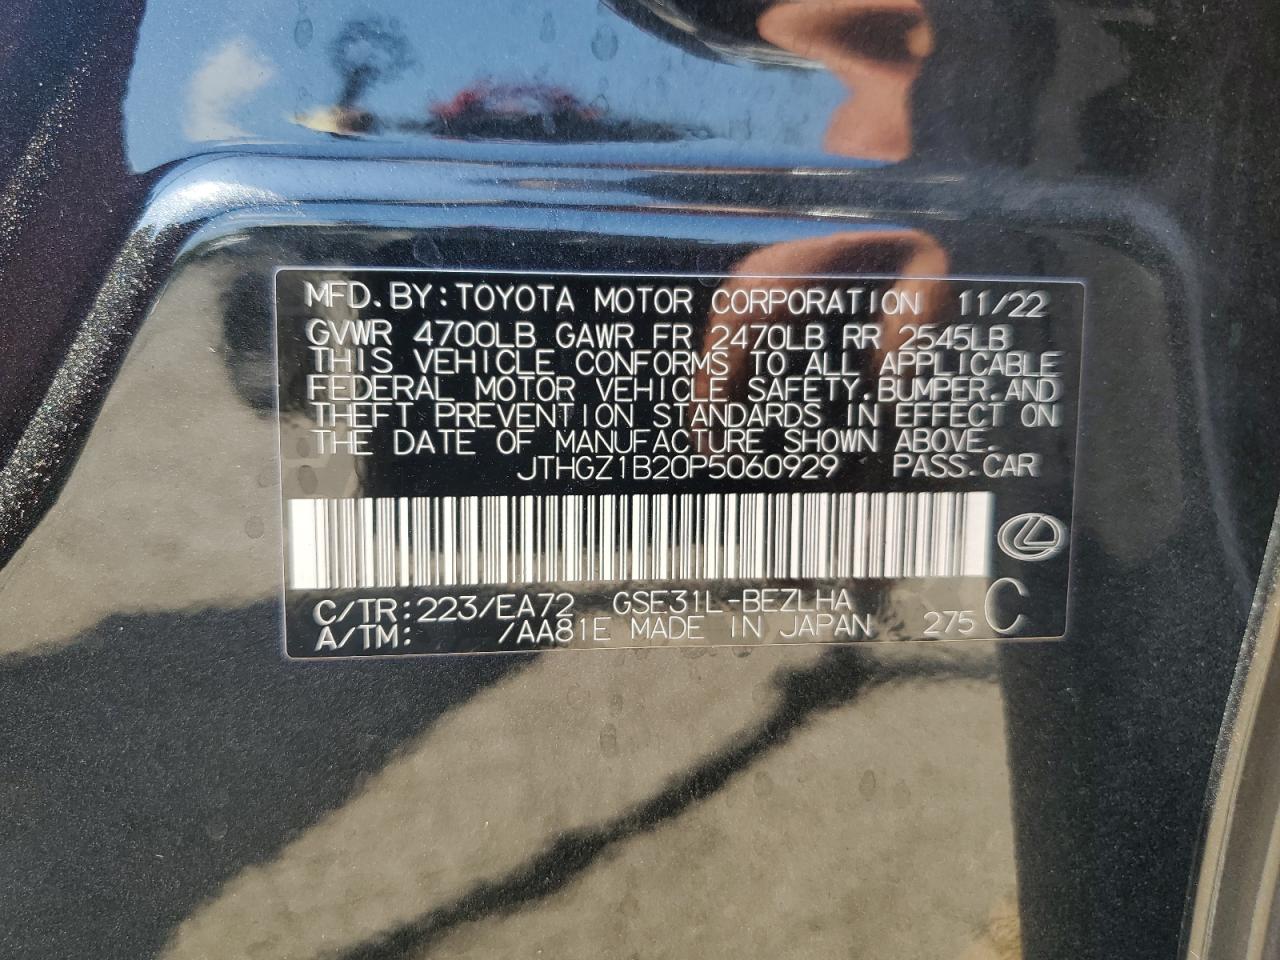 MFD.BY:TOYOTA MOTOR CORPORATION 11/22
GVWR 4700LB GAWR FR 2470LB RR 2545LB
THIS VEHICLE CONFORMS TO ALL APPLICABLE
FEDERAL MOTOR VEHICLE SAFETY.BUMPER.AND
THEFT PREVENTION STANDARDS IN EFFECT ON
THE DATE OF MANUFACTURE SHOWN ABOVE.
JTHGZ1B20P5060929 PASS.CAR
C/TR:223/EA72 GSE31L-BEZLHA
A/TM: /AA81E MADE IN JAPAN 275 C